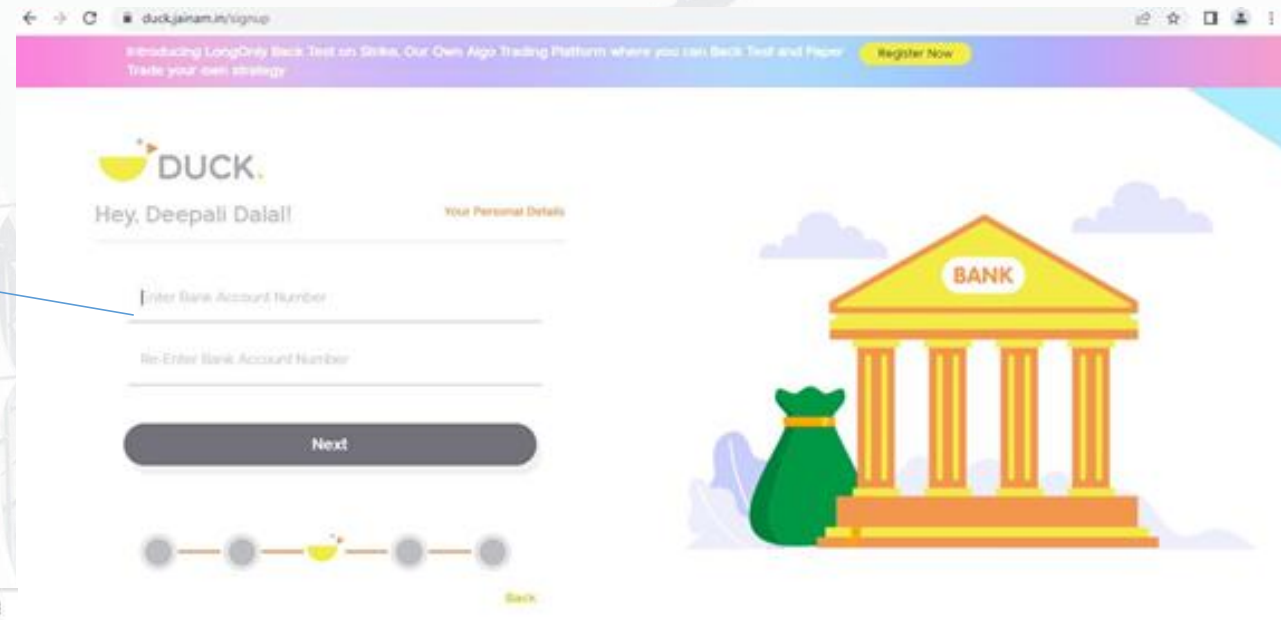 duck.jainam.in/signup
Introducing LongOnly Back Test on Strike, Our Own Algo Trading Platform where you can Back Test and Paper
Trade your own strategy
Register Now
DUCK.
Hey, Deepali Dalal!
Your Personal Details
Enter Bank Account Number
Re-Enter Bank Account Number
Next
Back
BANK